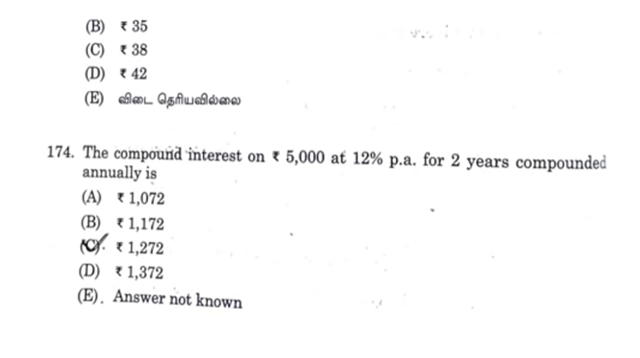 (B) ₹ 35
(C) ₹ 38
(D) ₹ 42
(E) விடை தெரியவில்லை
174. The compound interest on ₹ 5,000 at 12% p.a. for 2 years compounded
annually is
(A) ₹ 1,072
(B) ₹ 1,172
(C) ₹ 1,272
(D) ₹ 1,372
(E). Answer not known